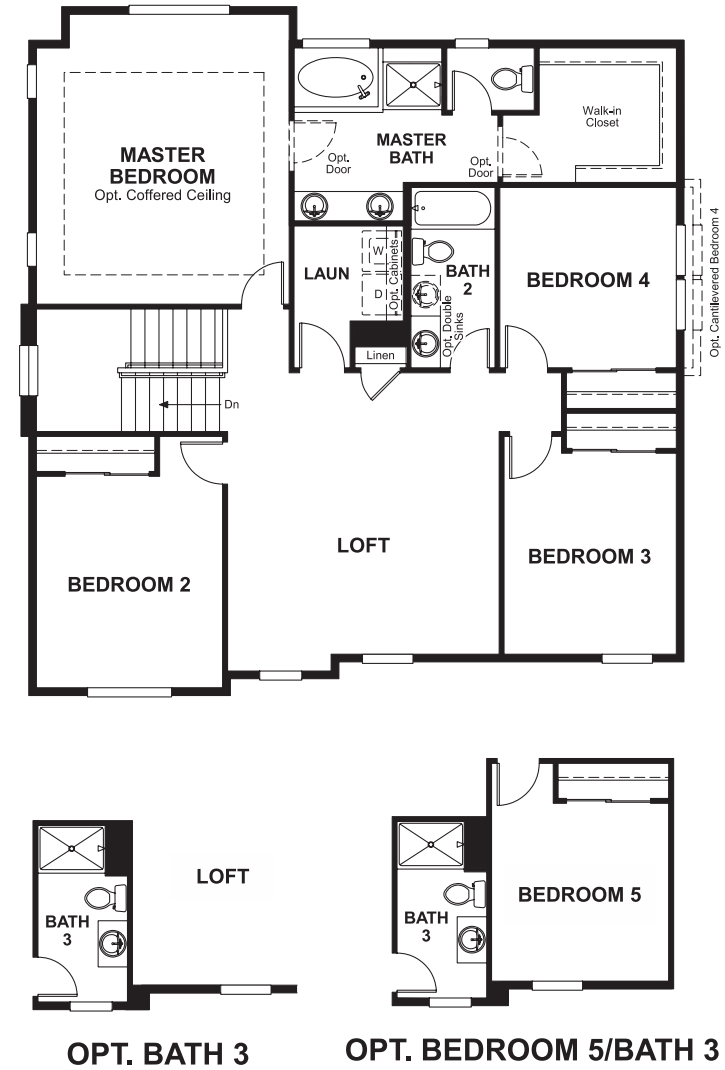 MASTER
BEDROOM
Opt. Coffered Ceiling
Opt.
Door
MASTER
BATH
Opt.
Door
Walk-in
Closet
LAUN
W
D
Opt. Cabinets
BATH
2
Opt. Double
Sinks
BEDROOM 4
Opt. Cantilevered Bedroom 4
Linen
Dn
BEDROOM 2
LOFT
BEDROOM 3
BATH
3
LOFT
OPT. BATH 3
BATH
3
BEDROOM 5
OPT. BEDROOM 5/BATH 3